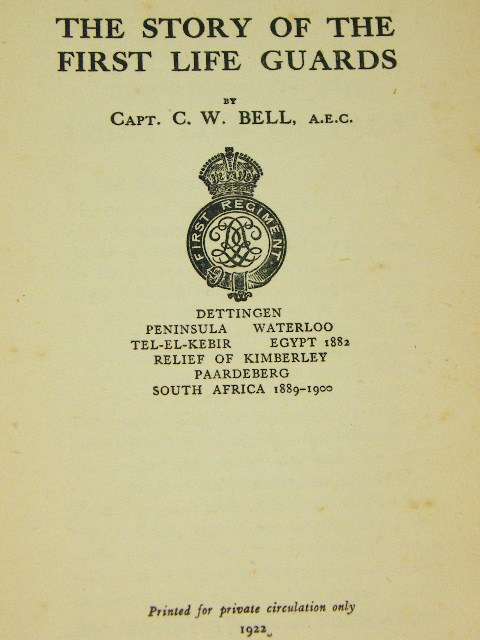 THE STORY OF THE
FIRST LIFE GUARDS
BY
CAPT. C. W. BELL, A.E.C.
FIRST REGIMENT
DETTINGEN
PENINSULA WATERLOO
TEL-EL-KEBIR EGYPT 1882
RELIEF OF KIMBERLEY
PAARDEBERG
SOUTH AFRICA 1889-1900
Printed for private circulation only
1922